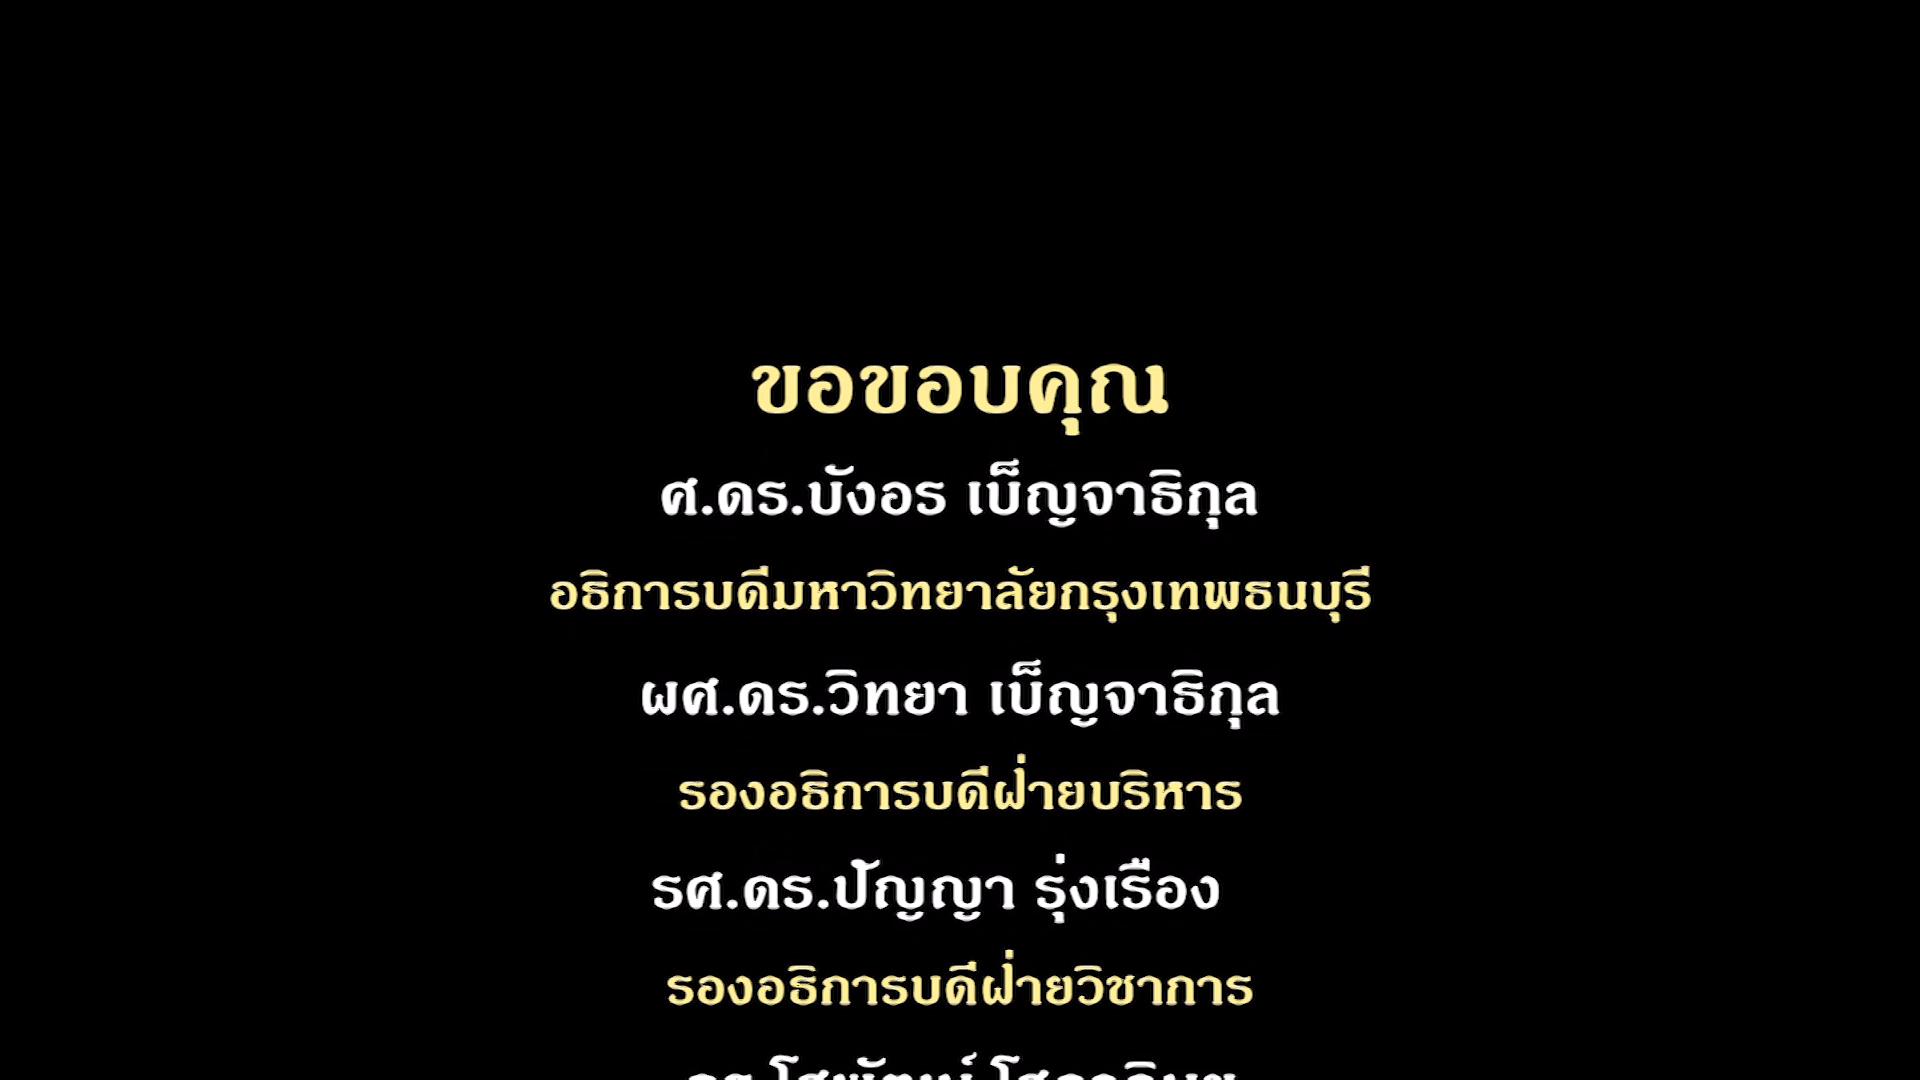 ขอขอบคุณ
ศ.ดร.บังอร เบ็ญจาธิกุล
อธิการบดีมหาวิทยาลัยกรุงเทพธนบุรี
ผศ.ดร.วิทยา เบ็ญจาธิกุล
รองอธิการบดีฝ่ายบริหาร
รศ.ดร.ปัญญา รุ่งเรือง
รองอธิการบดีฝ่ายวิชาการ